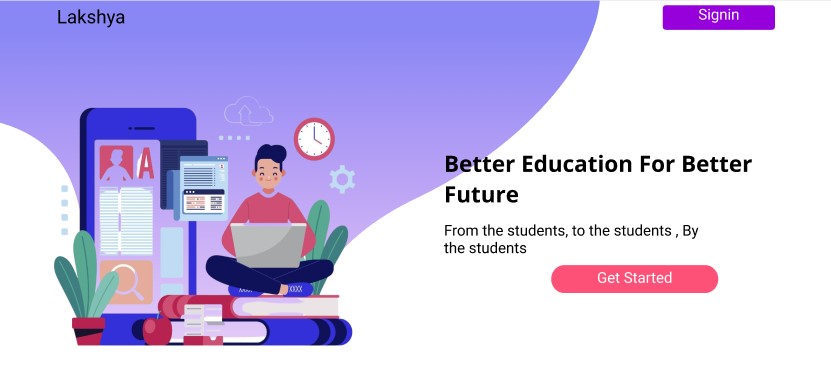 Lakshya
Signin
A
Better Education For Better
Future
From the students, to the students , By
the students
Get Started